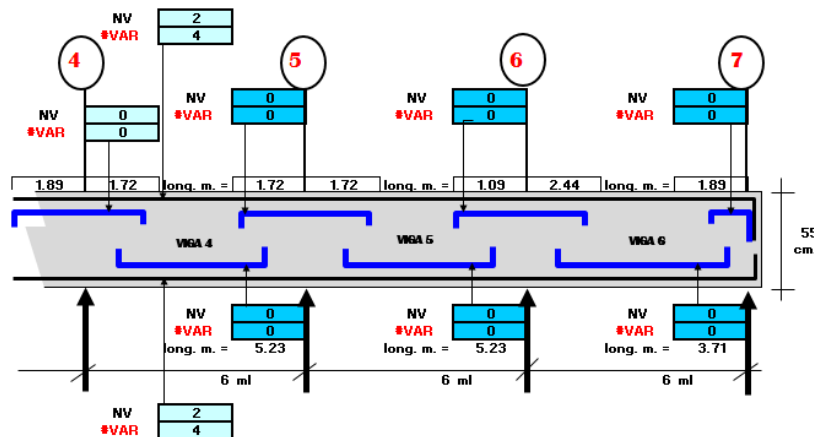 NV 2
#VAR 4
4 5 6 7
NV 0 NV 0 NV 0 NV 0
#VAR 0 #VAR 0 #VAR 0 #VAR 0
1.89 1.72 long. m. = 1.72 1.72 long. m. = 1.09 2.44 long. m. = 1.89
VIGA 4 VIGA 5 VIGA 6
55
cm
NV 0 NV 0 NV 0
#VAR 0 #VAR 0 #VAR 0
long. m. = 5.23 long. m. = 5.23 long. m. = 3.71
6 ml 6 ml 6 ml
NV 2
#VAR 4